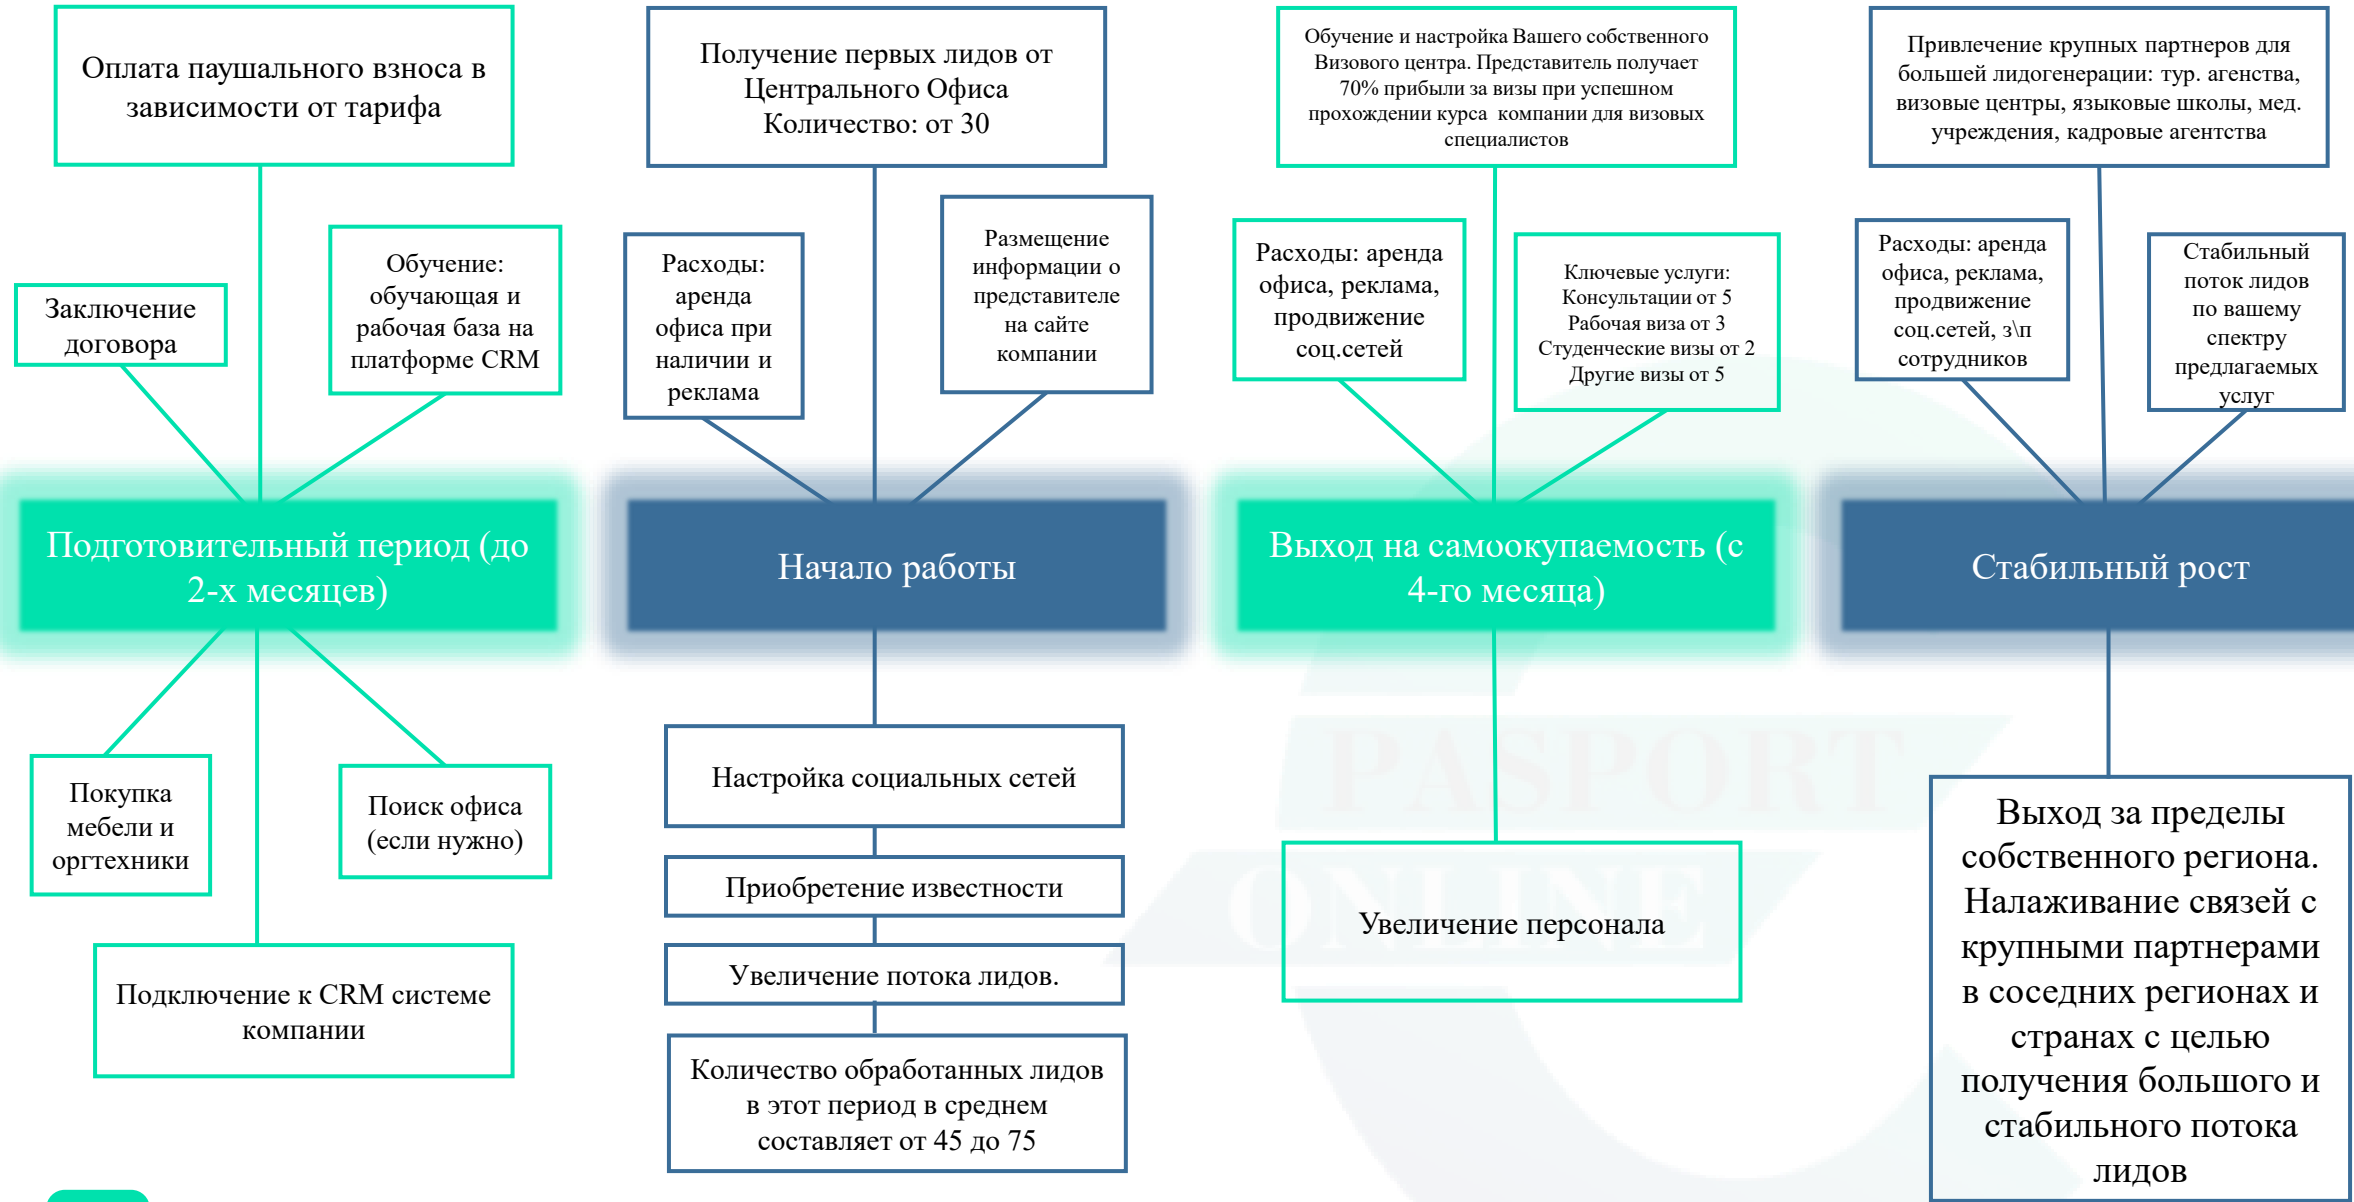 Оплата паушального взноса в
зависимости от тарифа
Заключение
договора
Обучение:
обучающая и
рабочая база на
платформе CRM
Подготовительный период (до
2-х месяцев)
Покупка
мебели и
оргтехники
Поиск офиса
(если нужно)
Подключение к CRM системе
компании
Получение первых лидов от
Центрального Офиса
Количество: от 30
Расходы:
аренда
офиса при
наличии и
реклама
Размещение
информации о
представителе
на сайте
компании
Начало работы
Настройка социальных сетей
Приобретение известности
Увеличение потока лидов.
Количество обработанных лидов
в этот период в среднем
составляет от 45 до 75
Обучение и настройка Вашего собственного
Визового центра. Представитель получает
70% прибыли за визы при успешном
прохождении курса компании для визовых
специалистов
Расходы: аренда
офиса, реклама,
продвижение
соц.сетей
Ключевые услуги:
Консультации от 5
Рабочая виза от 3
Студенческие визы от 2
Другие визы от 5
Выход на самоокупаемость (с
4-го месяца)
Увеличение персонала
Привлечение крупных партнеров для
большей лидогенерации: тур. агенства,
визовые центры, языковые школы, мед.
учреждения, кадровые агентства
Расходы: аренда
офиса, реклама,
продвижение
соц.сетей, з\п
сотрудников
Стабильный
поток лидов
по вашему
спектру
предлагаемых
услуг
Стабильный рост
Выход за пределы
собственного региона.
Налаживание связей с
крупными партнерами
в соседних регионах и
странах с целью
получения большого и
стабильного потока
лидов
PASPORT
ONLINE